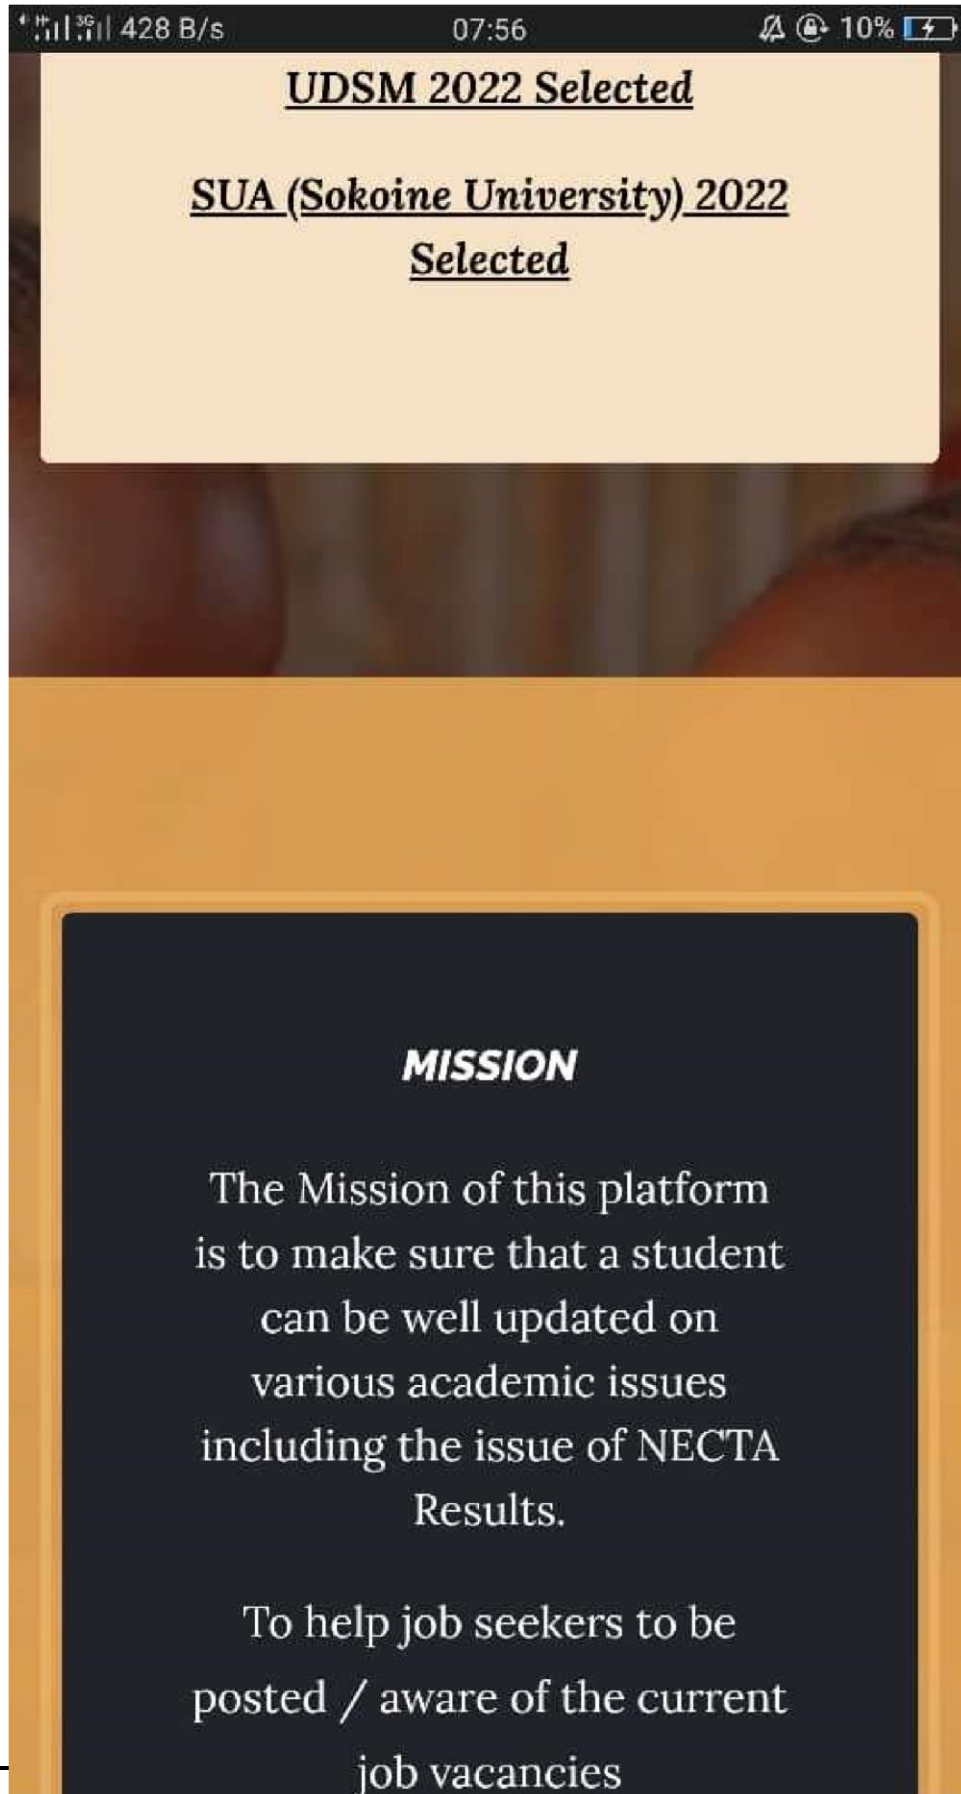 3G 428 B/s 07:56 10%
UDSM 2022 Selected
SUA (Sokoine University) 2022
Selected
MISSION
The Mission of this platform
is to make sure that a student
can be well updated on
various academic issues
including the issue of NECTA
Results.
To help job seekers to be
posted / aware of the current
job vacancies